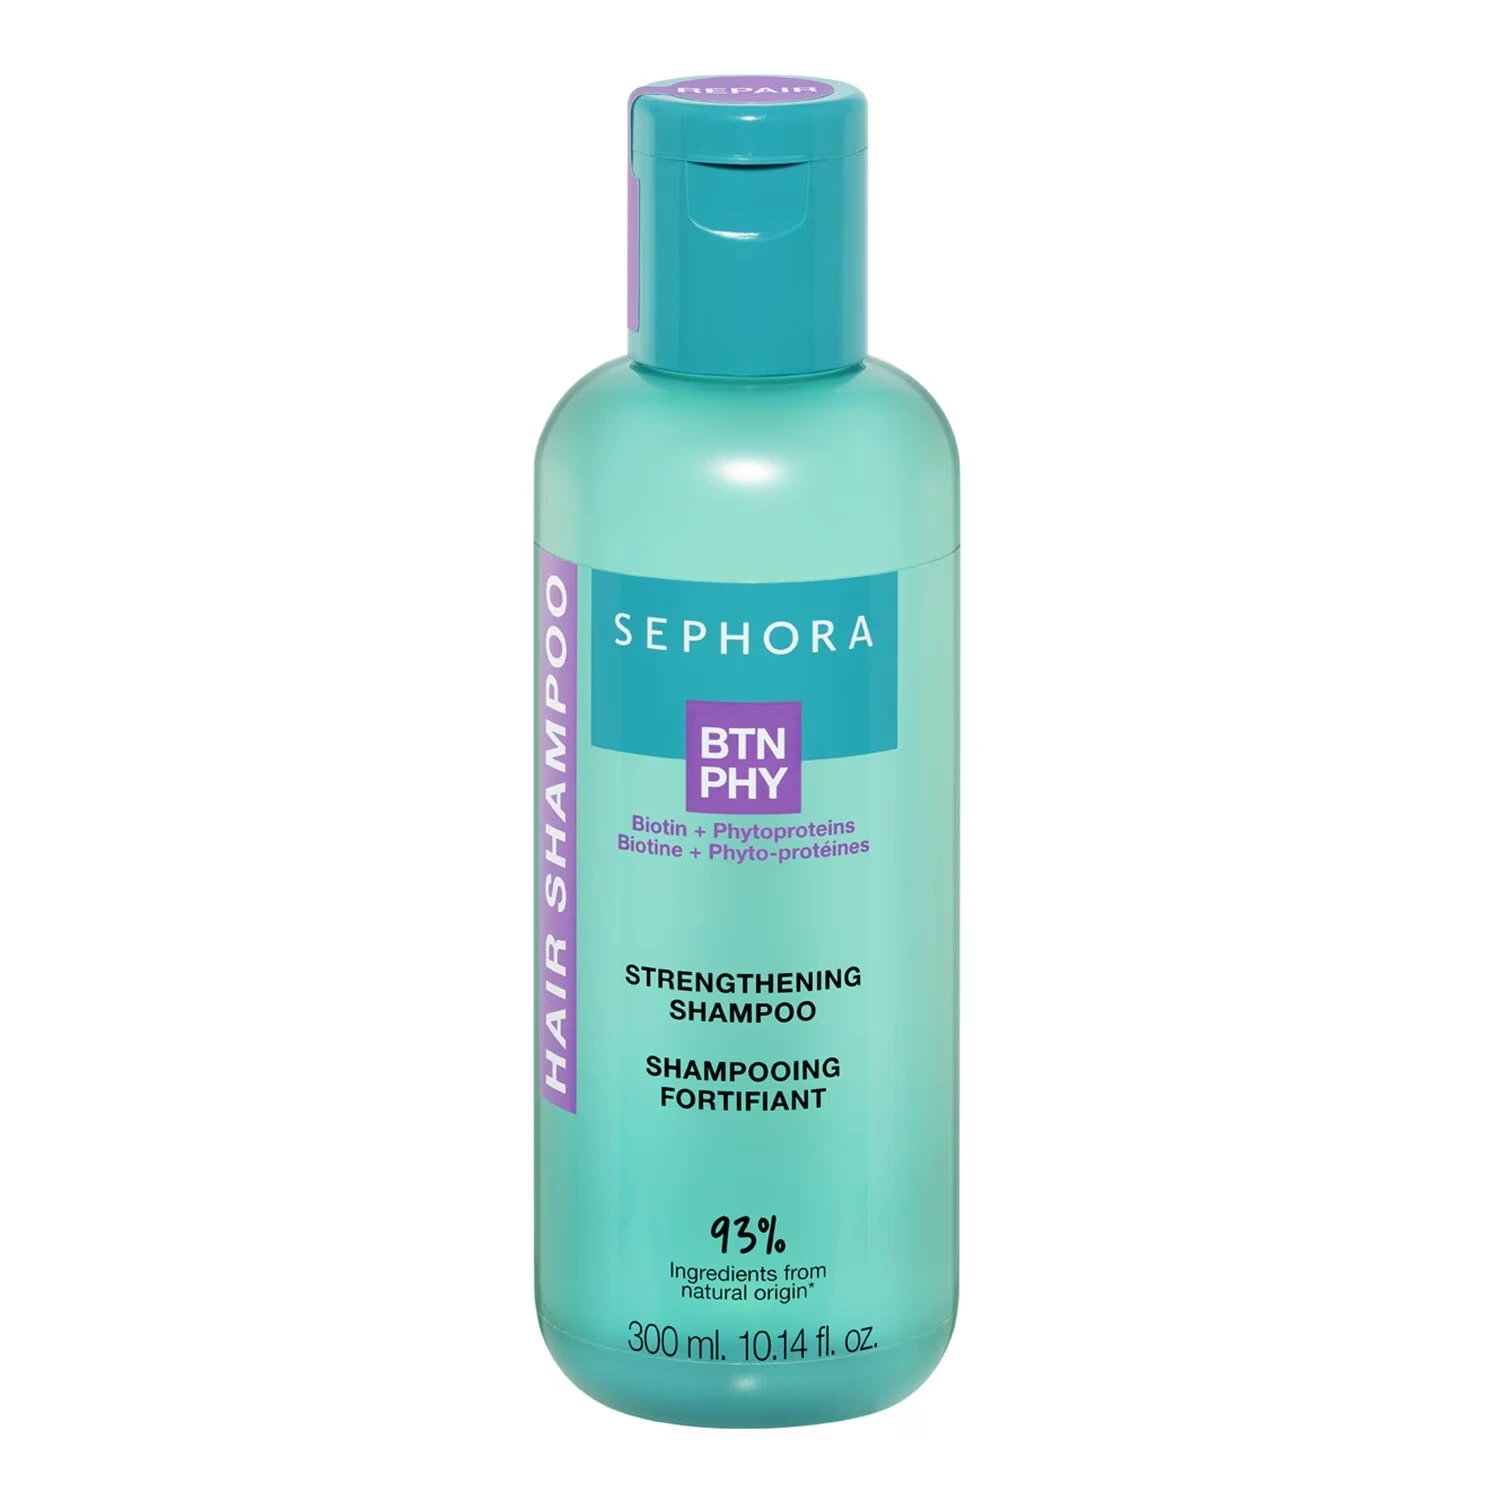 REPAIR
HAIR SHAMPOO
SEPHORA
BTN
PHY
Biotin + Phytoproteins
Biotine + Phyto-protéines
STRENGTHENING
SHAMPOO
SHAMPOOING
FORTIFIANT
93%
Ingredients from
natural origin*
300 ml. 10.14 fl. oz.